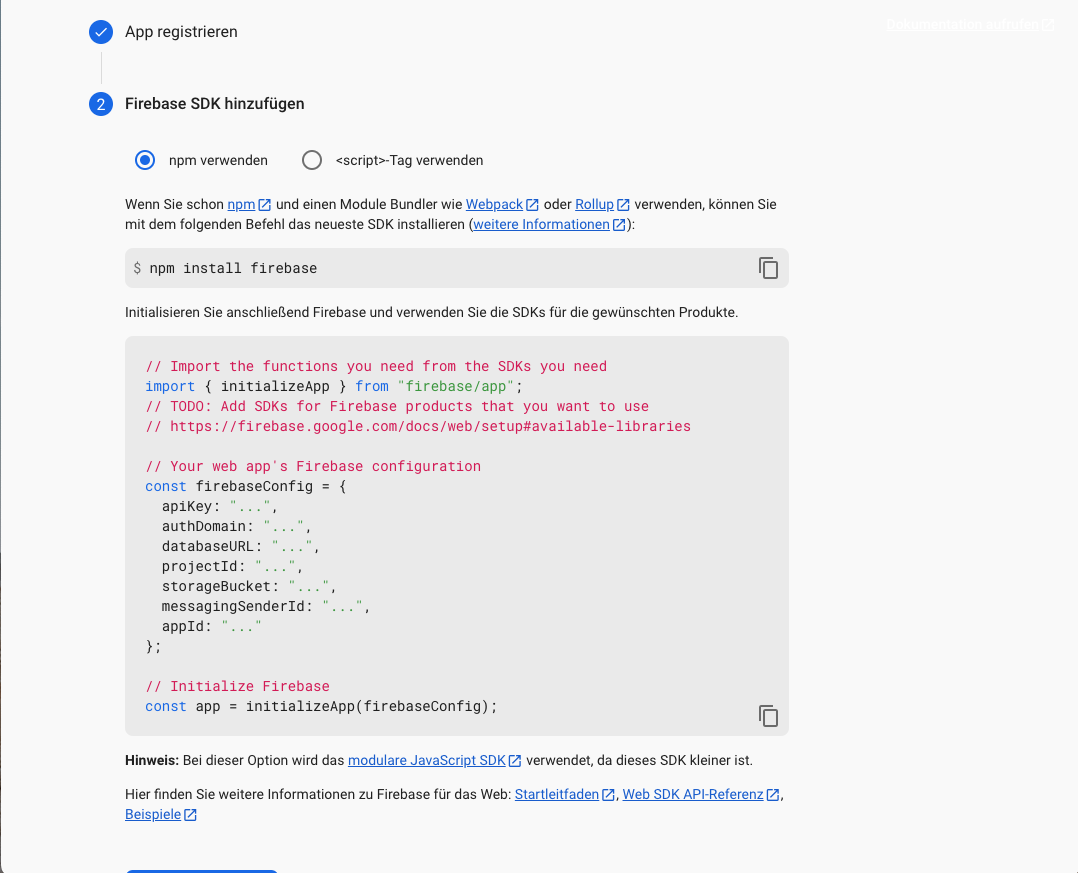 App registrieren
Dokumentation aufrufen
2 Firebase SDK hinzufügen
npm verwenden <script>-Tag verwenden
Wenn Sie schon npm und einen Module Bundler wie Webpack oder Rollup verwenden, können Sie
mit dem folgenden Befehl das neueste SDK installieren (weitere Informationen):
$ npm install firebase
Initialisieren Sie anschließend Firebase und verwenden Sie die SDKs für die gewünschten Produkte.
// Import the functions you need from the SDKs you need
import { initializeApp } from "firebase/app";
// TODO: Add SDKs for Firebase products that you want to use
// https://firebase.google.com/docs/web/setup#available-libraries
// Your web app's Firebase configuration
const firebaseConfig = {
apiKey: "...",
authDomain: "...",
databaseURL: "...",
projectId: "...",
storageBucket: "...",
messagingSenderId: "...",
appId: "..."
};
// Initialize Firebase
const app = initializeApp(firebaseConfig);
Hinweis: Bei dieser Option wird das modulare JavaScript SDK verwendet, da dieses SDK kleiner ist.
Hier finden Sie weitere Informationen zu Firebase für das Web: Startleitfaden, Web SDK API-Referenz,
Beispiele